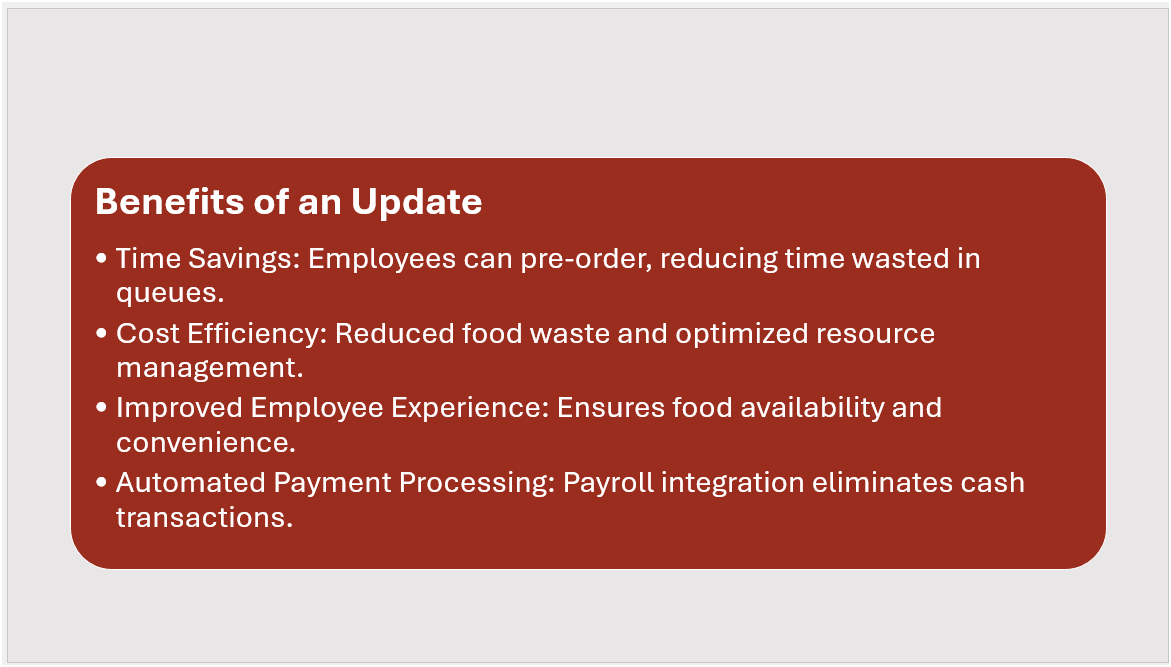 Benefits of an Update
• Time Savings: Employees can pre-order, reducing time wasted in
queues.
• Cost Efficiency: Reduced food waste and optimized resource
management.
• Improved Employee Experience: Ensures food availability and
convenience.
• Automated Payment Processing: Payroll integration eliminates cash
transactions.